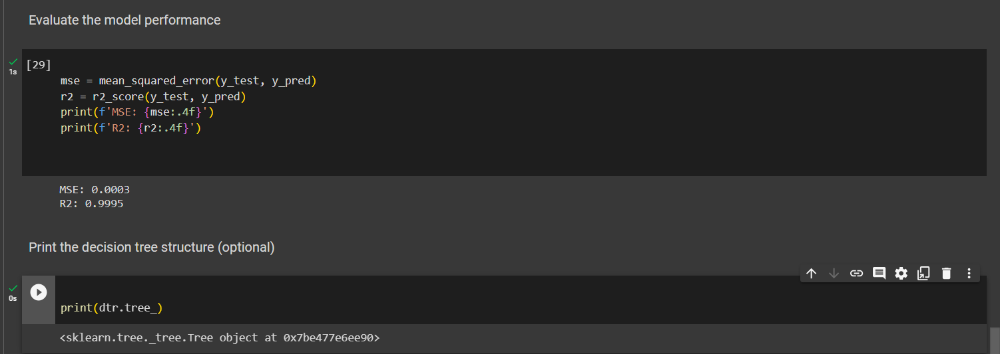 Evaluate the model performance
1s
[29]
mse = mean_squared_error(y_test, y_pred)
r2 = r2_score(y_test, y_pred)
print(f'MSE: {mse:.4f}')
print(f'R2: {r2:.4f}')
MSE: 0.0003
R2: 0.9995
Print the decision tree structure (optional)
0s
print(dtr.tree_)
<sklearn.tree._tree.Tree object at 0x7be477e6ee90>